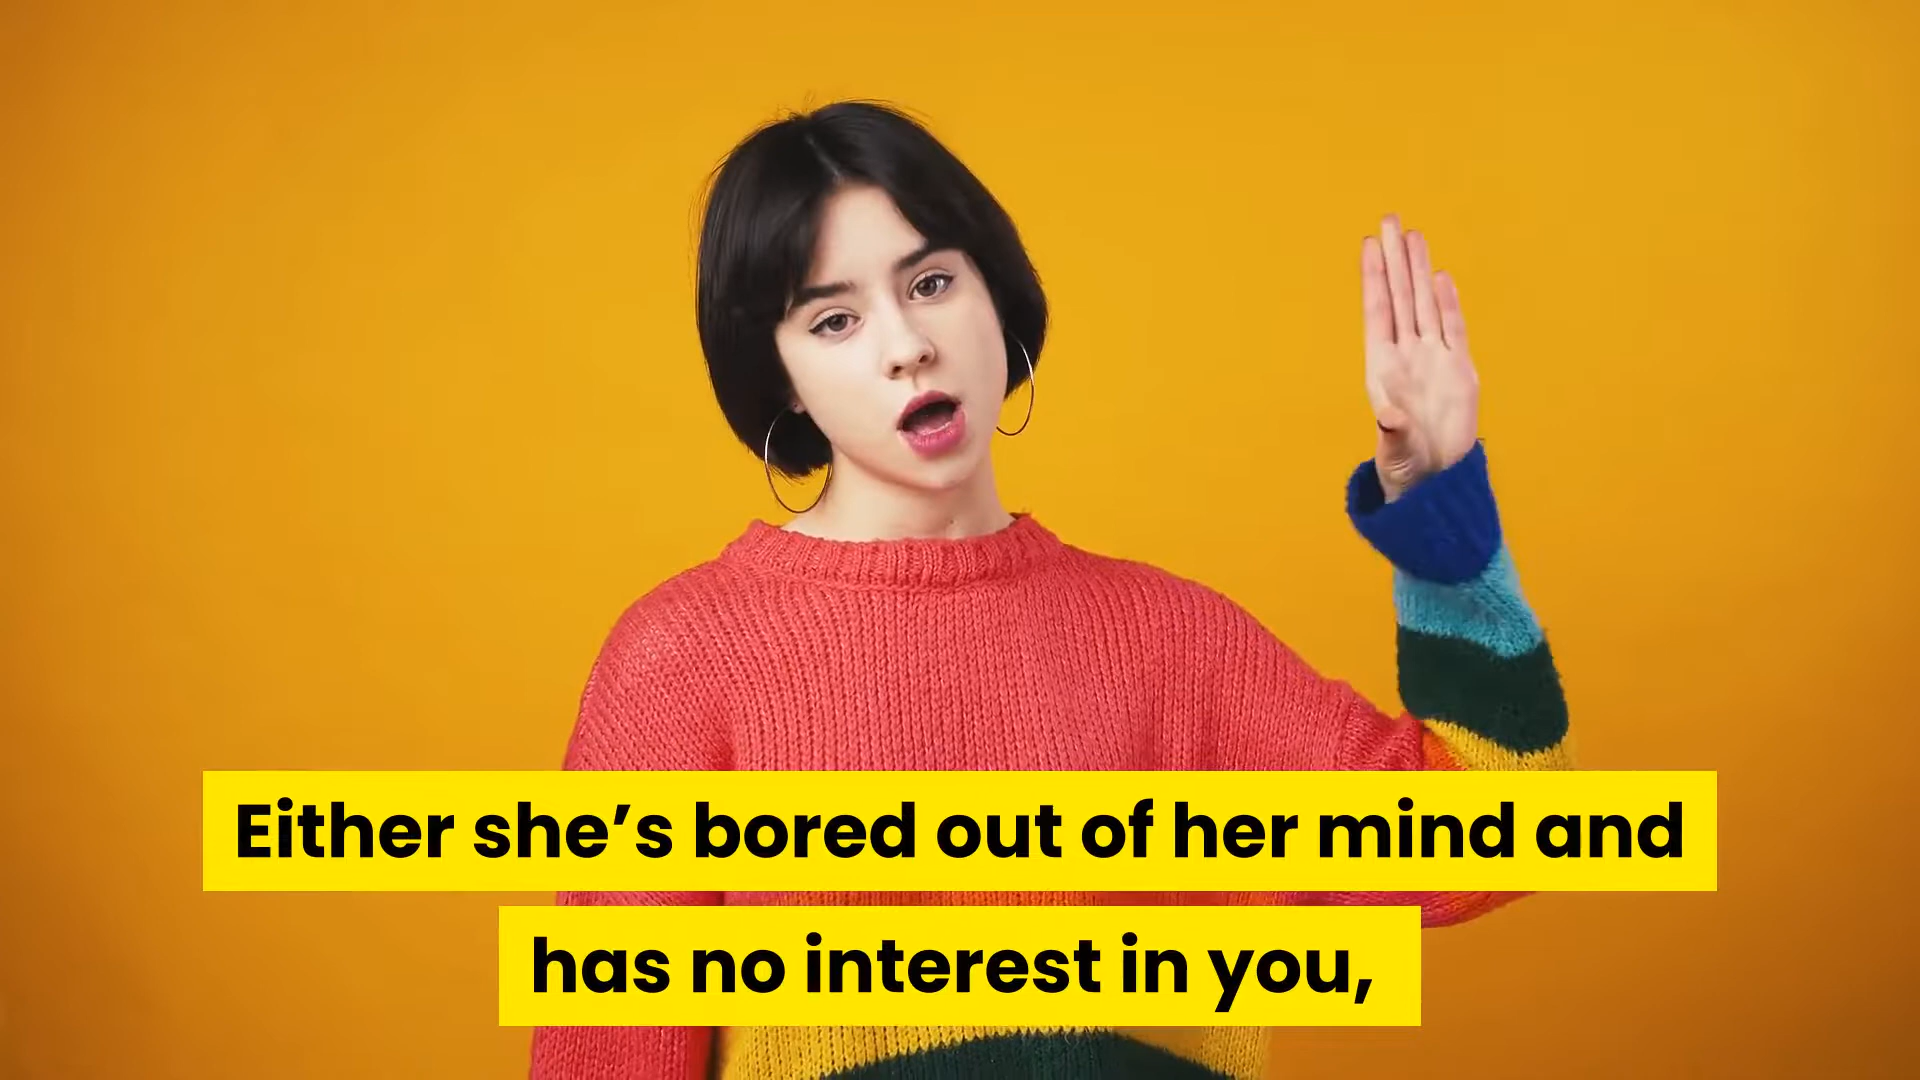 Either she’s bored out of her mind and
has no interest in you,